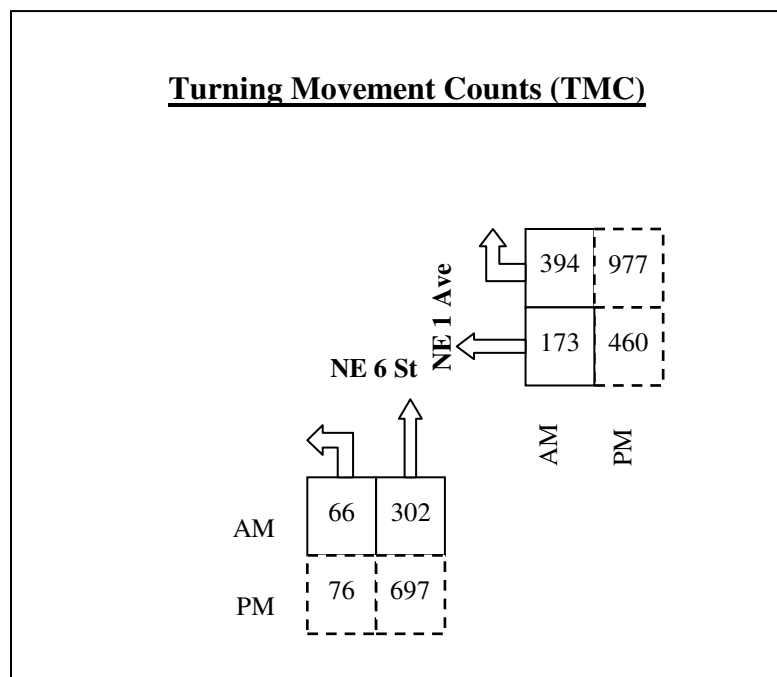 Turning Movement Counts (TMC)
394 977
NE 1 Ave
173 460
NE 6 St
AM PM
AM 66 302
PM 76 697